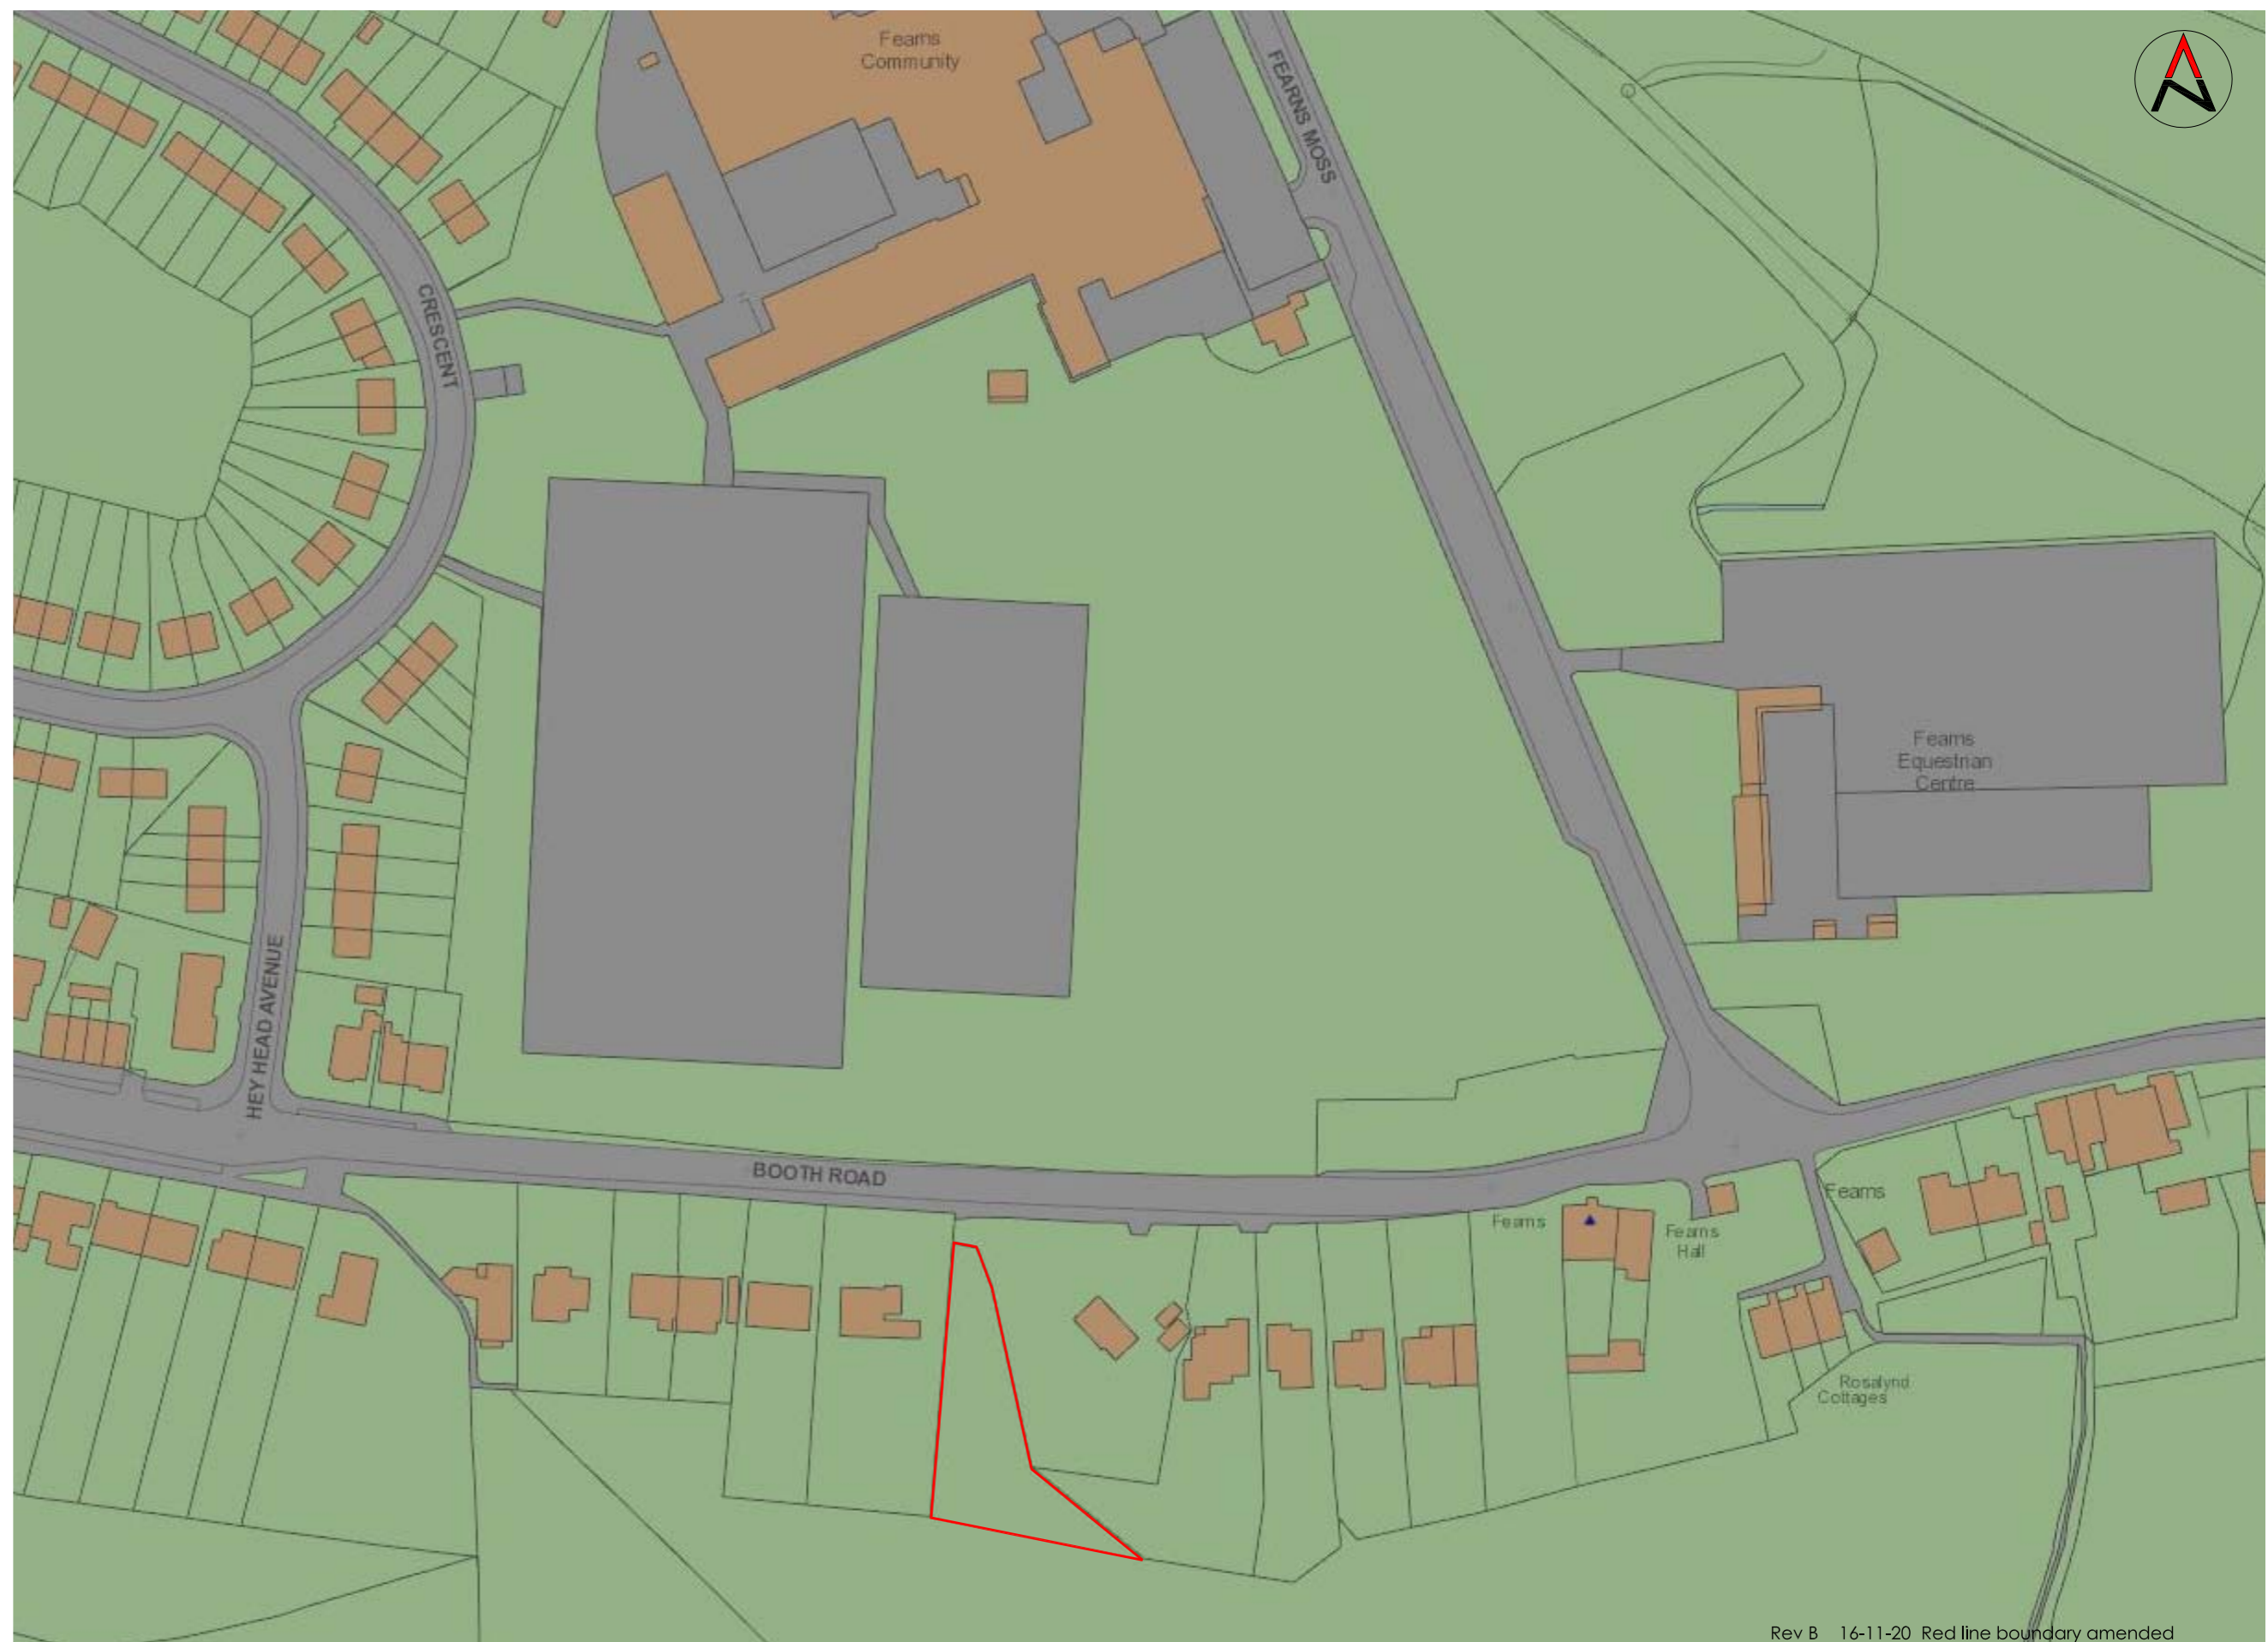 Fearns
Community
FEARNS MOSS
CRESCENT
Fearns
Equestrian
Centre
HEY HEAD AVENUE
BOOTH ROAD
Fearns
Fearns
Hall
Fearns
Rosalynd
Cottages
Rev B 16-11-20 Red line boundary amended